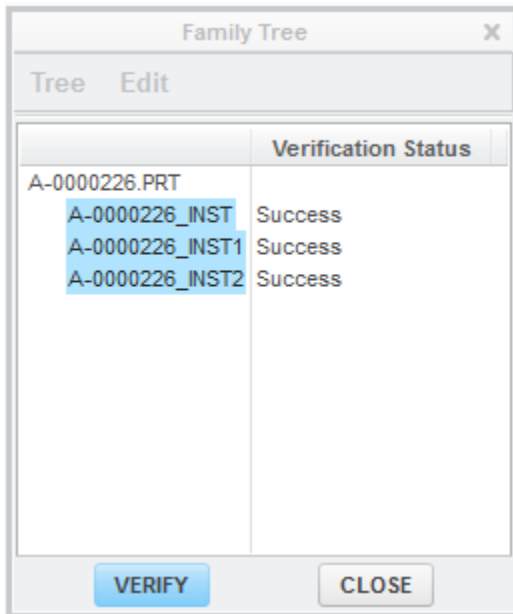 Family Tree
Tree Edit
Verification Status
A-0000226.PRT
A-0000226_INST Success
A-0000226_INST1 Success
A-0000226_INST2 Success
VERIFY CLOSE